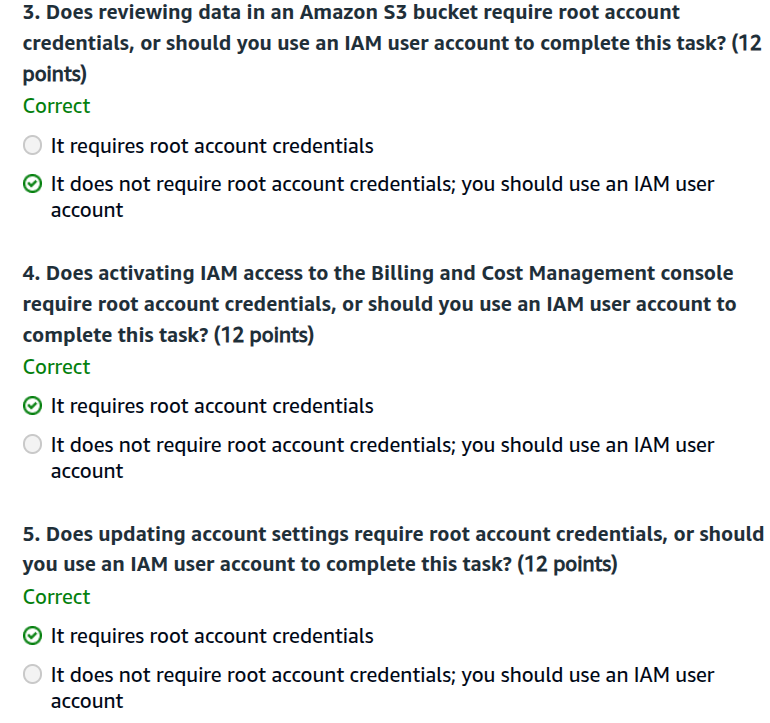 3. Does reviewing data in an Amazon S3 bucket require root account
credentials, or should you use an IAM user account to complete this task? (12
points)
Correct
It requires root account credentials
It does not require root account credentials; you should use an IAM user
account
4. Does activating IAM access to the Billing and Cost Management console
require root account credentials, or should you use an IAM user account to
complete this task? (12 points)
Correct
It requires root account credentials
It does not require root account credentials; you should use an IAM user
account
5. Does updating account settings require root account credentials, or should
you use an IAM user account to complete this task? (12 points)
Correct
It requires root account credentials
It does not require root account credentials; you should use an IAM user
account